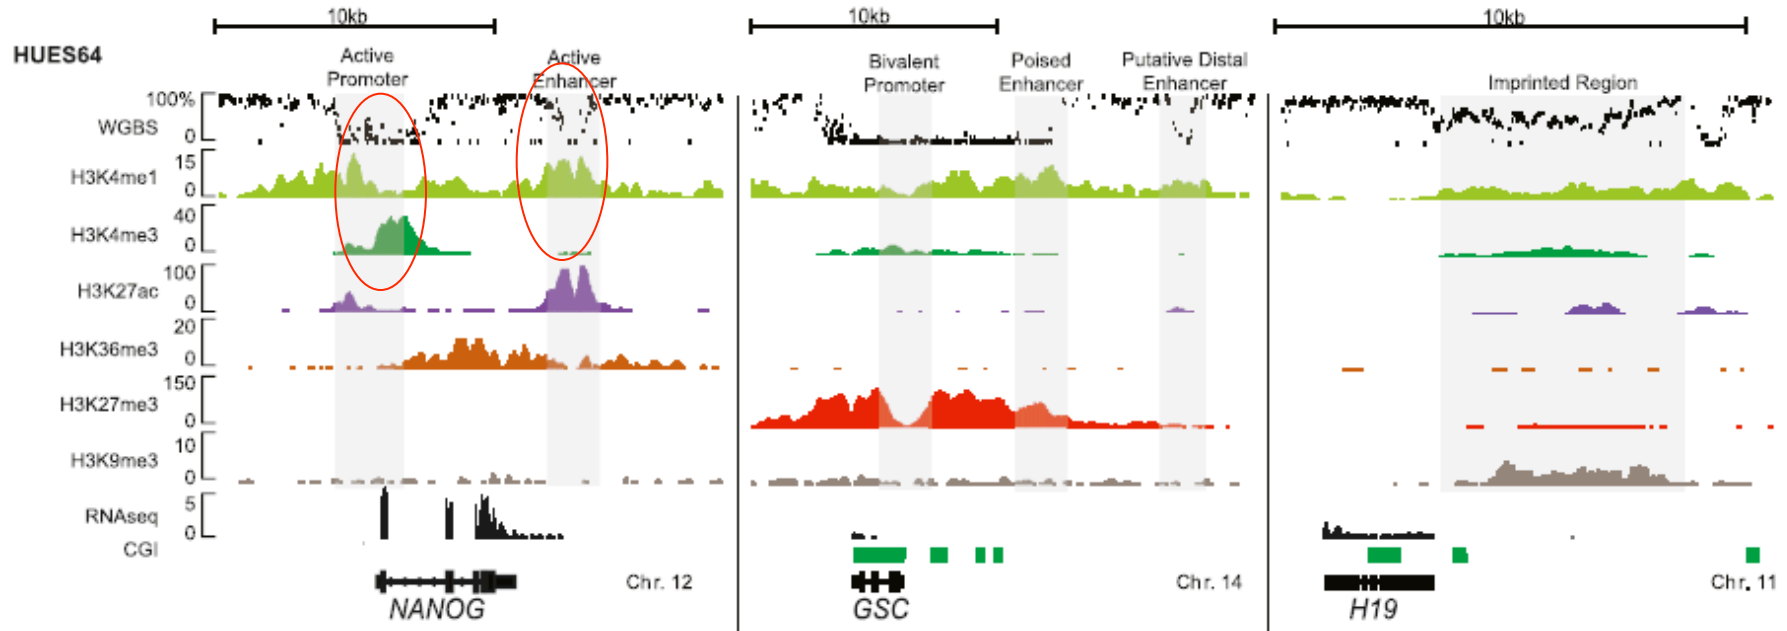 10kb
10kb
10kb
HUES64
Active
Promoter
Active
Enhancer
Bivalent
Promoter
Poised
Enhancer
Putative Distal
Enhancer
Imprinted Region
100%
WGBS
0
15
H3K4me1
0
40
H3K4me3
0
100
H3K27ac
0
20
H3K36me3
0
150
H3K27me3
0
10
H3K9me3
0
5
RNAseq
0
CGI
Chr. 12
Chr. 14
Chr. 11
NANOG
GSC
H19